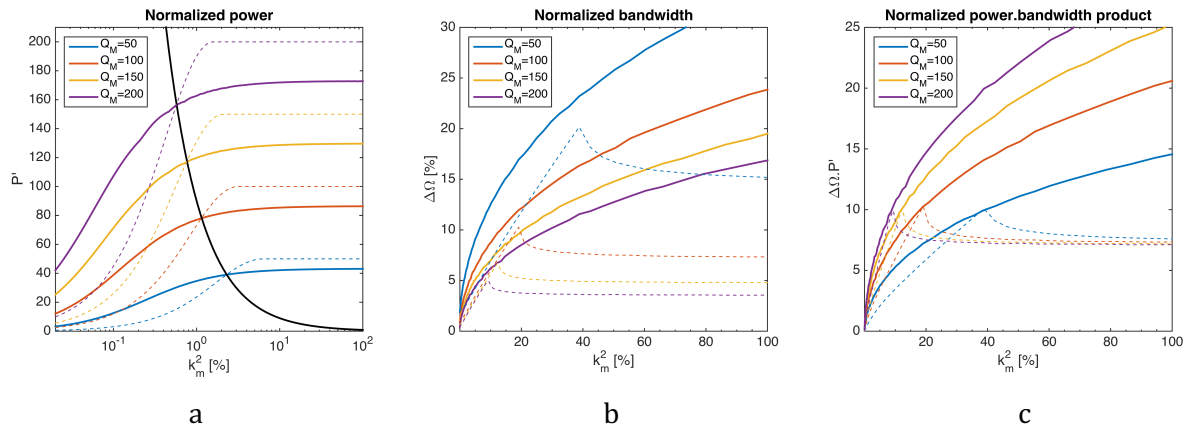 Normalized power
Q_M=50
Q_M=100
Q_M=150
Q_M=200
P'
200
180
160
140
120
100
80
60
40
20
0
10^-1
10^0
10^1
10^2
k_m^2 [%]
a
Normalized bandwidth
Q_M=50
Q_M=100
Q_M=150
Q_M=200
ΔΩ [%]
30
25
20
15
10
5
0
20
40
60
80
100
k_m^2 [%]
b
Normalized power.bandwidth product
Q_M=50
Q_M=100
Q_M=150
Q_M=200
ΔΩ.P'
25
20
15
10
5
0
20
40
60
80
100
k_m^2 [%]
c